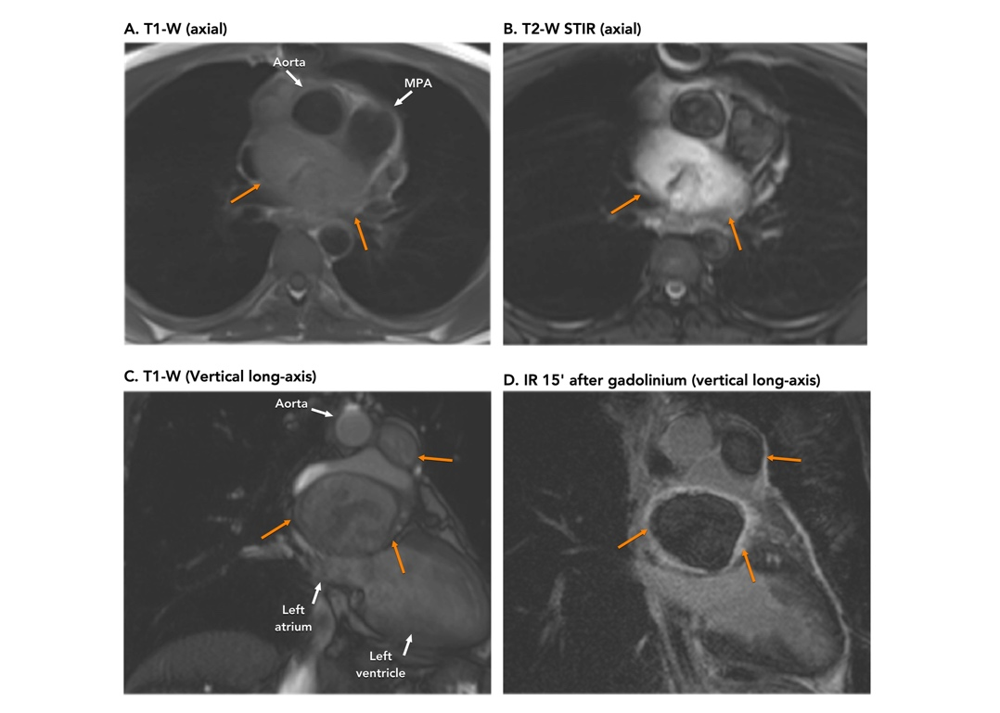 A. T1-W (axial)
Aorta
MPA
B. T2-W STIR (axial)
C. T1-W (Vertical long-axis)
Aorta
Left
atrium
Left
ventricle
D. IR 15' after gadolinium (vertical long-axis)